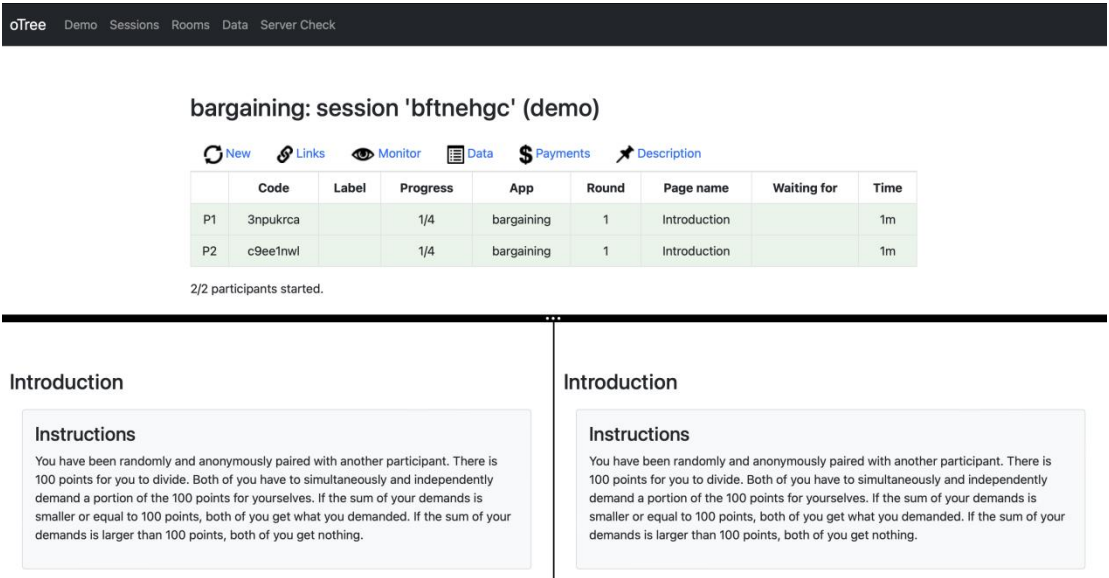 oTree Demo Sessions Rooms Data Server Check
bargaining: session 'bftnehgc' (demo)
New Links Monitor Data Payments Description
Code Label Progress App Round Page name Waiting for Time
P1 3npukrca 1/4 bargaining 1 Introduction 1m
P2 c9ee1nwl 1/4 bargaining 1 Introduction 1m
2/2 participants started.
Introduction
Instructions
You have been randomly and anonymously paired with another participant. There is
100 points for you to divide. Both of you have to simultaneously and independently
demand a portion of the 100 points for yourselves. If the sum of your demands is
smaller or equal to 100 points, both of you get what you demanded. If the sum of your
demands is larger than 100 points, both of you get nothing.
Introduction
Instructions
You have been randomly and anonymously paired with another participant. There is
100 points for you to divide. Both of you have to simultaneously and independently
demand a portion of the 100 points for yourselves. If the sum of your demands is
smaller or equal to 100 points, both of you get what you demanded. If the sum of your
demands is larger than 100 points, both of you get nothing.